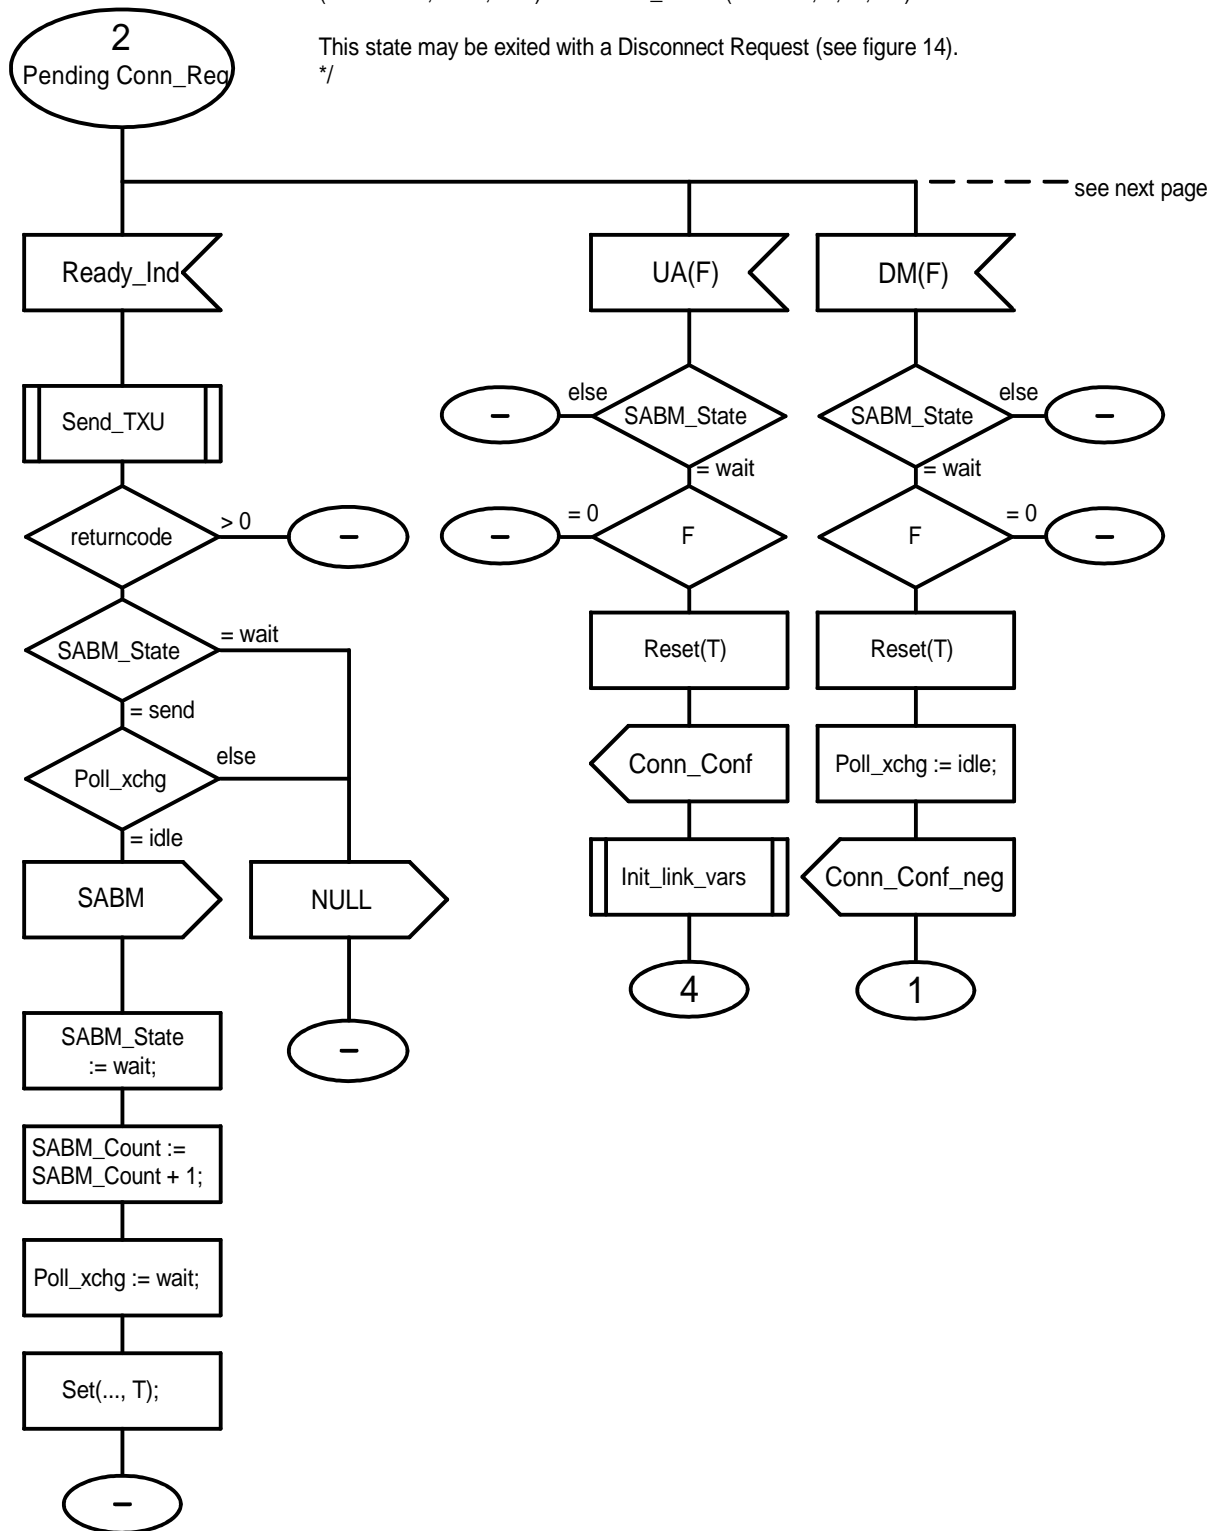 2
Pending Conn_Req
This state may be exited with a Disconnect Request (see figure 14).
*/
see next page
Ready_Ind
UA(F)
DM(F)
Send_TXU
else
SABM_State
= wait
else
SABM_State
= wait
returncode
> 0
–
–
–
= 0
F
= 0
F
–
–
SABM_State
= wait
= send
Reset(T)
Reset(T)
Poll_xchg
else
= idle
Conn_Conf
Poll_xchg := idle;
SABM
NULL
Init_link_vars
Conn_Conf_neg
4
1
SABM_State
:= wait;
–
SABM_Count :=
SABM_Count + 1;
Poll_xchg := wait;
Set(..., T);
–